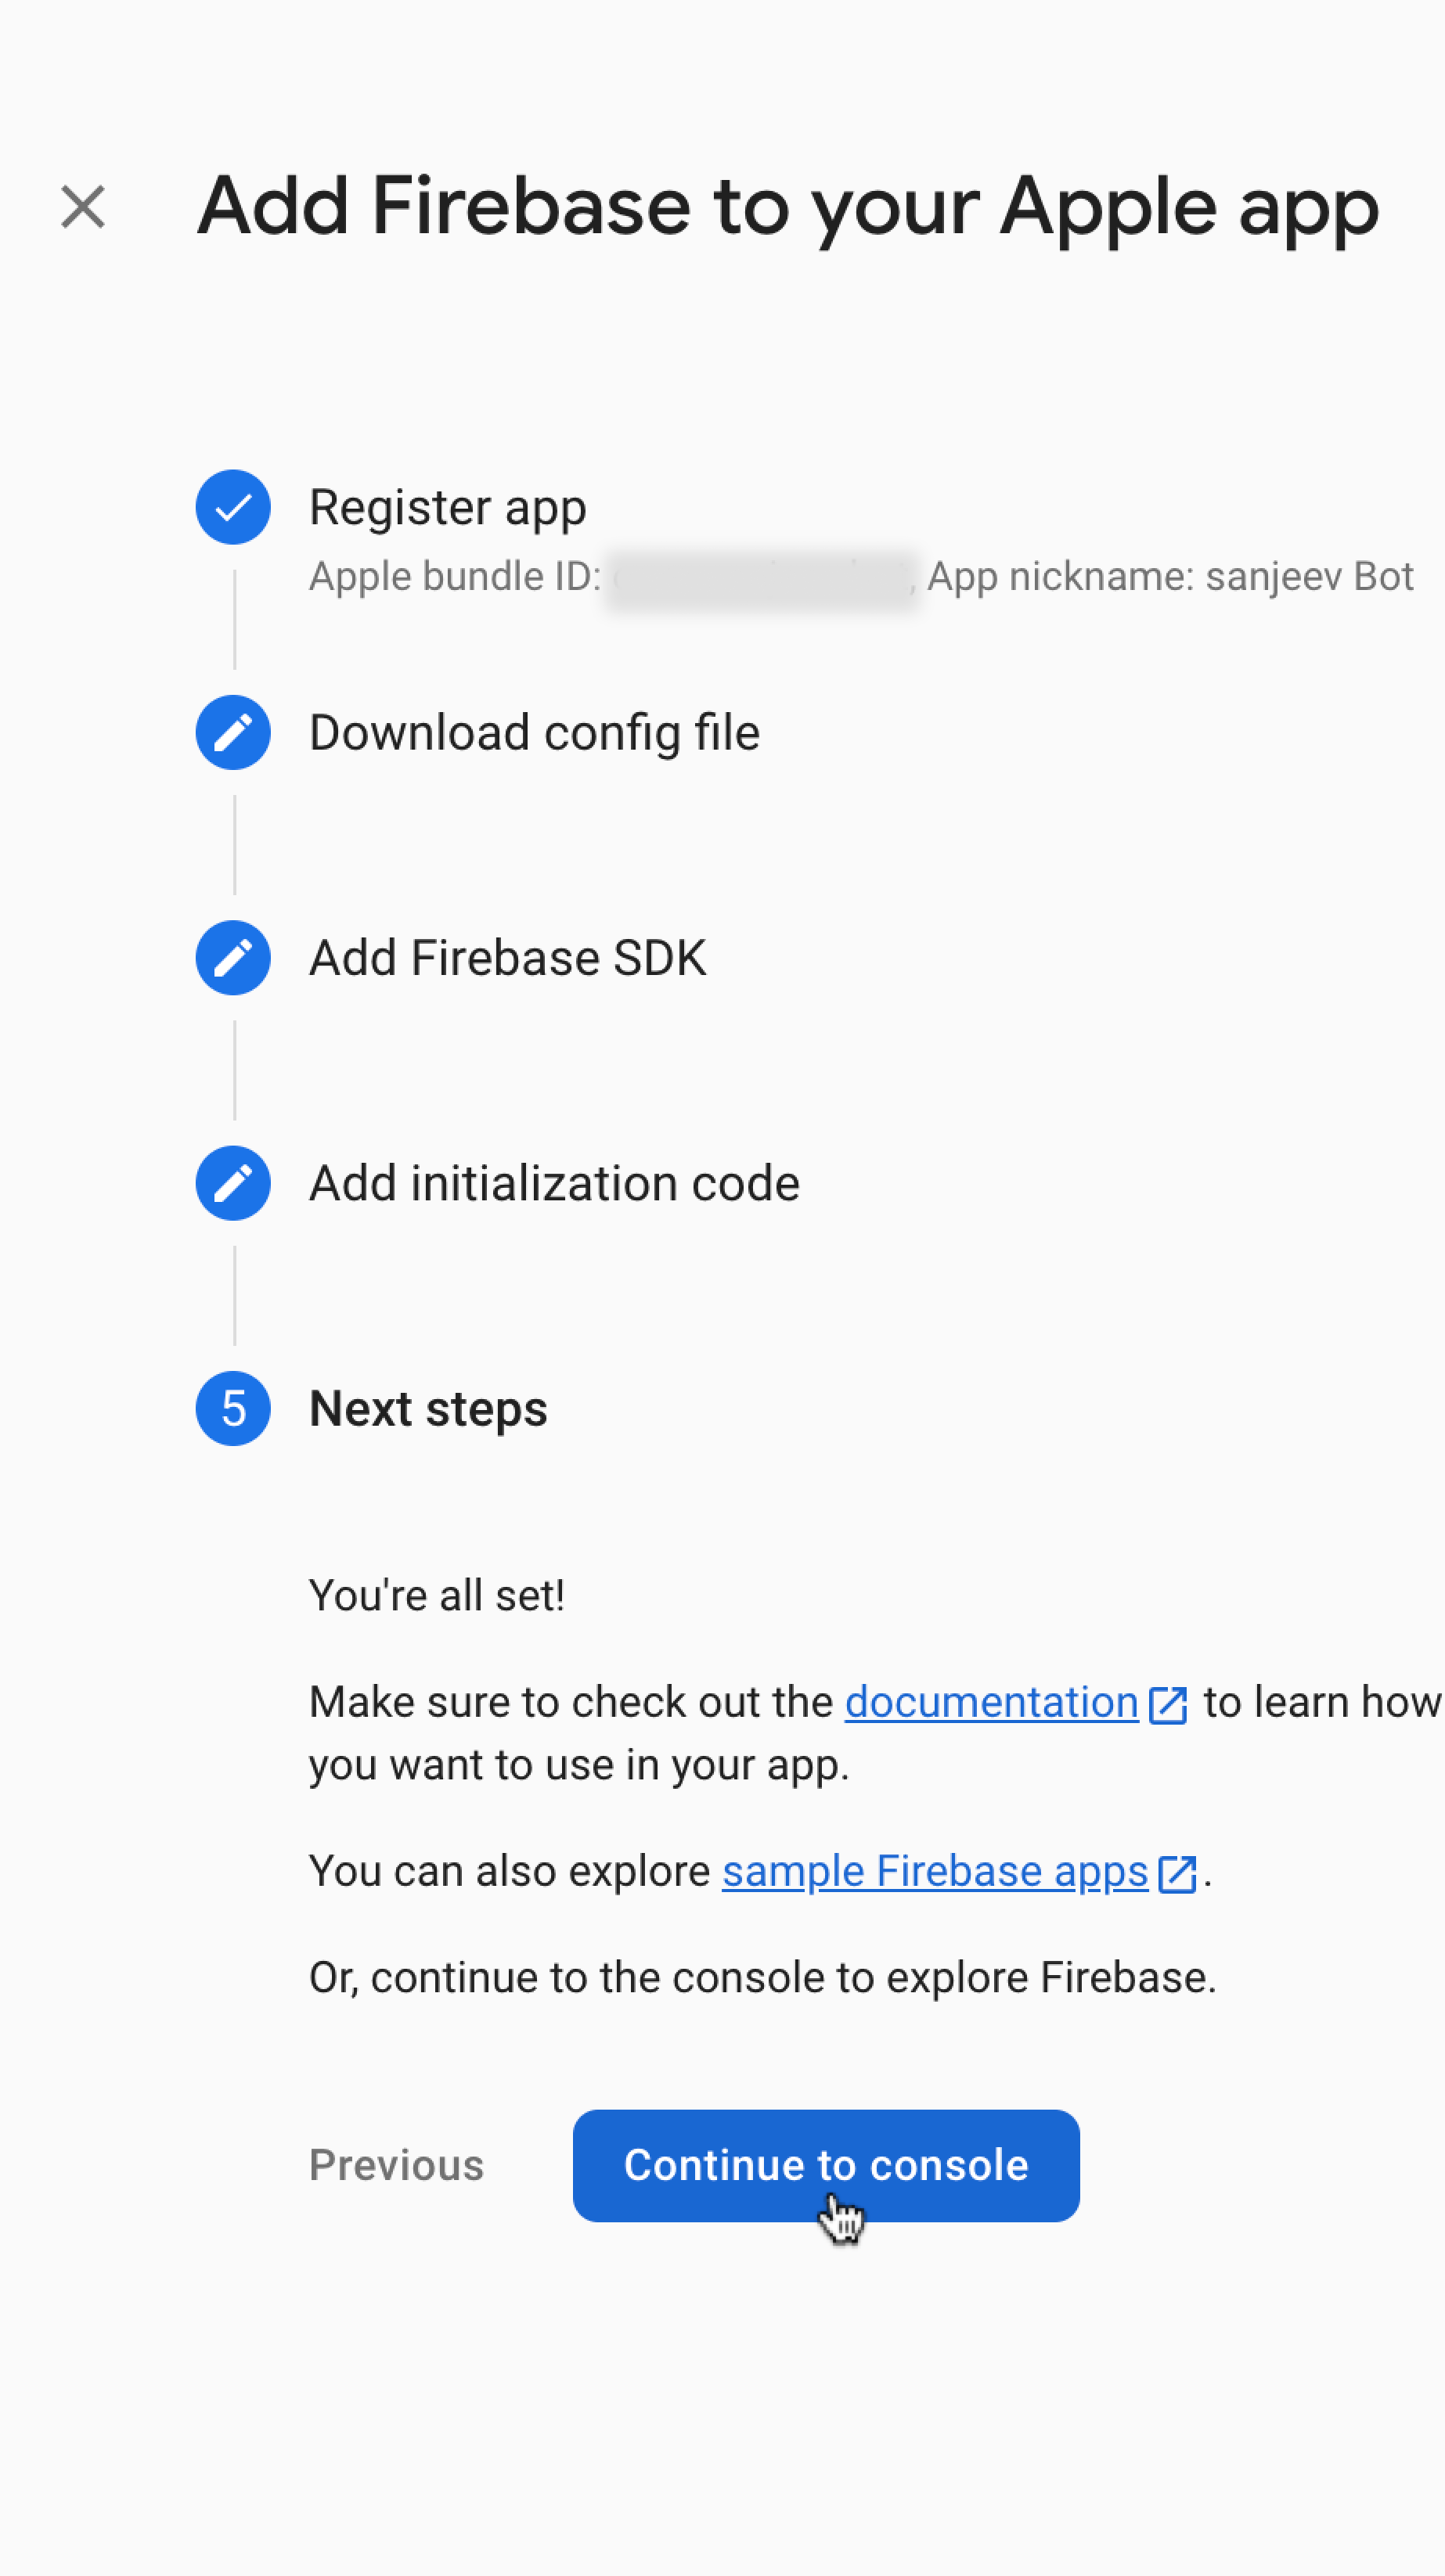 Add Firebase to your Apple app
Register app
Apple bundle ID: , App nickname: sanjeev Bot
Download config file
Add Firebase SDK
Add initialization code
5 Next steps
You're all set!
Make sure to check out the documentation to learn how
you want to use in your app.
You can also explore sample Firebase apps.
Or, continue to the console to explore Firebase.
Previous Continue to console